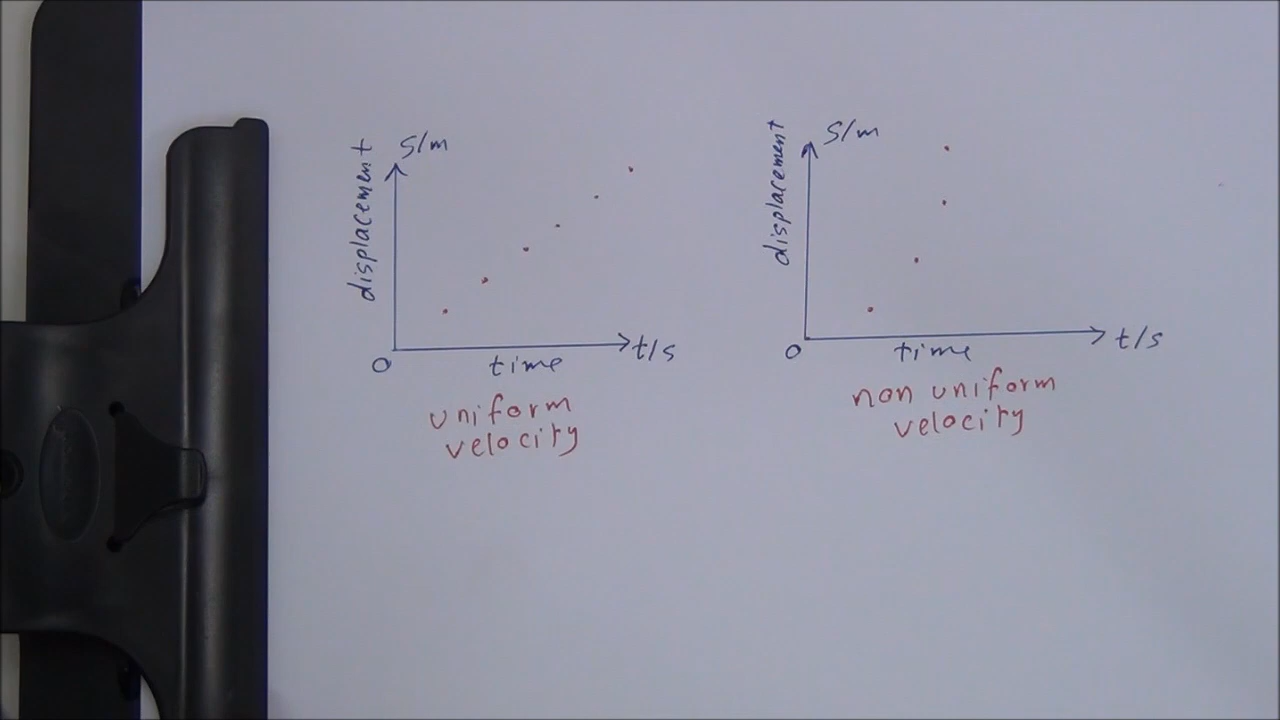 S/m
displacement
0
time
t/s
uniform
velocity
S/m
displacement
0
time
t/s
non uniform
velocity